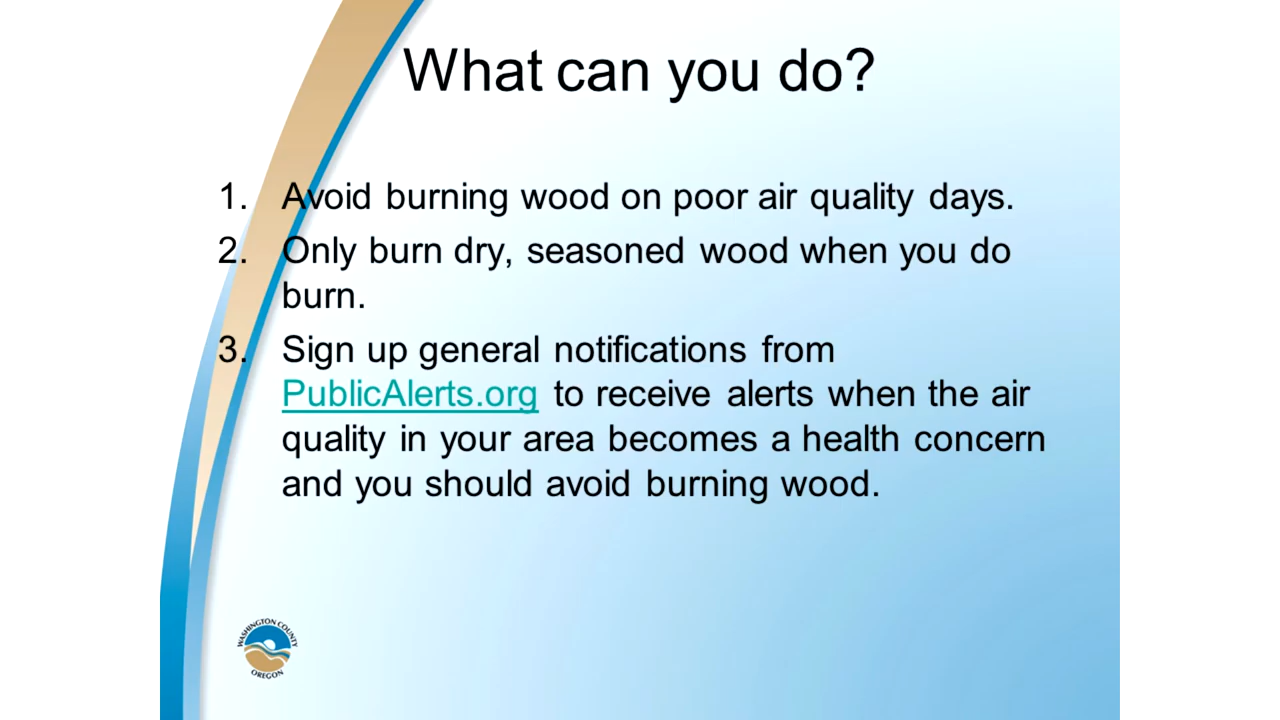 What can you do?
1. Avoid burning wood on poor air quality days.
2. Only burn dry, seasoned wood when you do
burn.
3. Sign up general notifications from
PublicAlerts.org to receive alerts when the air
quality in your area becomes a health concern
and you should avoid burning wood.
WASHINGTON COUNTY
OREGON